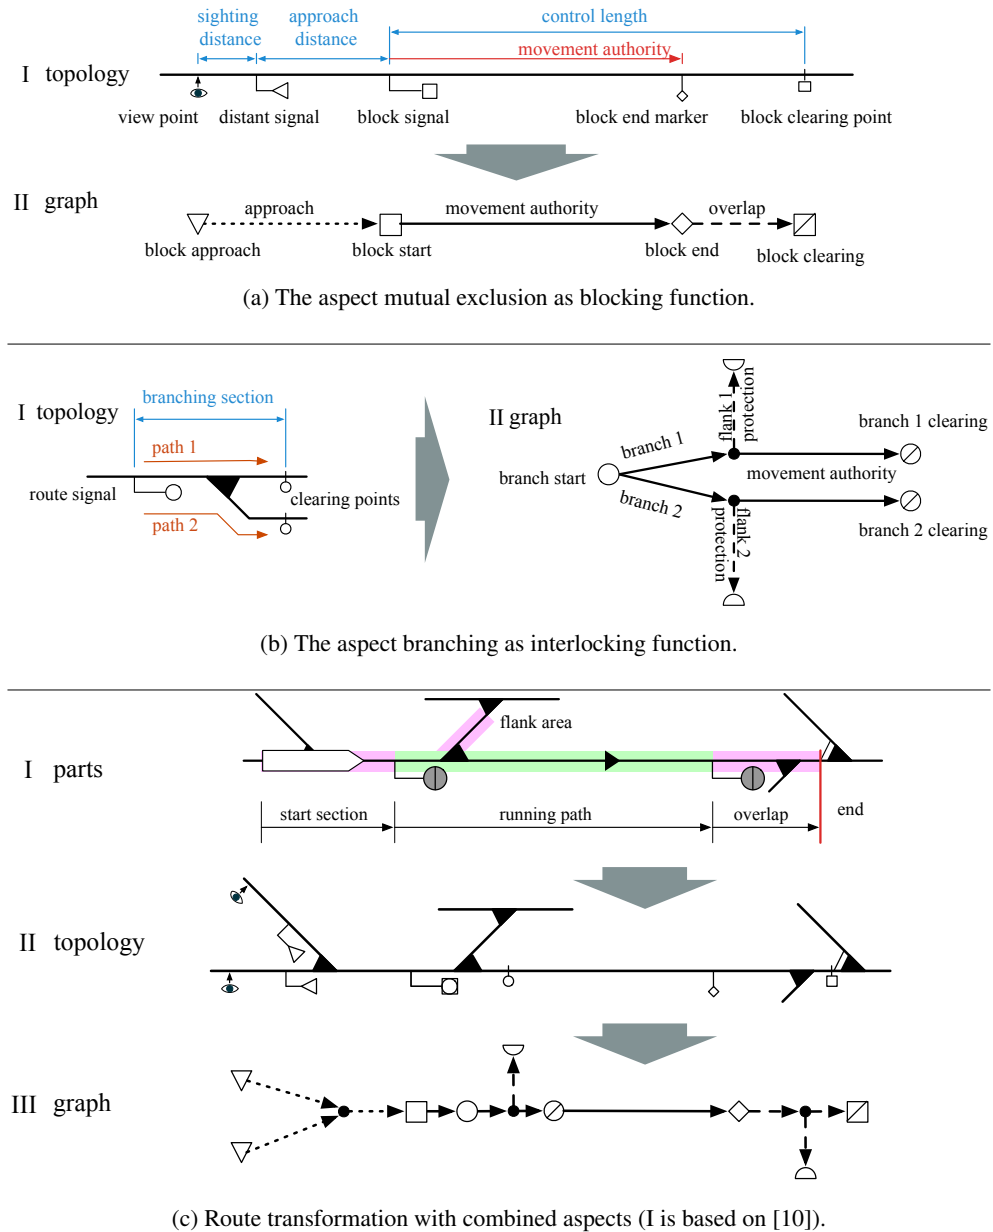 sighting distance
approach distance
control length
movement authority
I topology
view point
distant signal
block signal
block end marker
block clearing point
II graph
approach
movement authority
overlap
block approach
block start
block end
block clearing
(a) The aspect mutual exclusion as blocking function.
I topology
branching section
path 1
route signal
clearing points
path 2
II graph
flank 1 protection
branch 1
branch 1 clearing
branch start
movement authority
branch 2
flank 2 protection
branch 2 clearing
(b) The aspect branching as interlocking function.
flank area
I parts
start section
running path
overlap
end
II topology
III graph
(c) Route transformation with combined aspects (I is based on [10]).